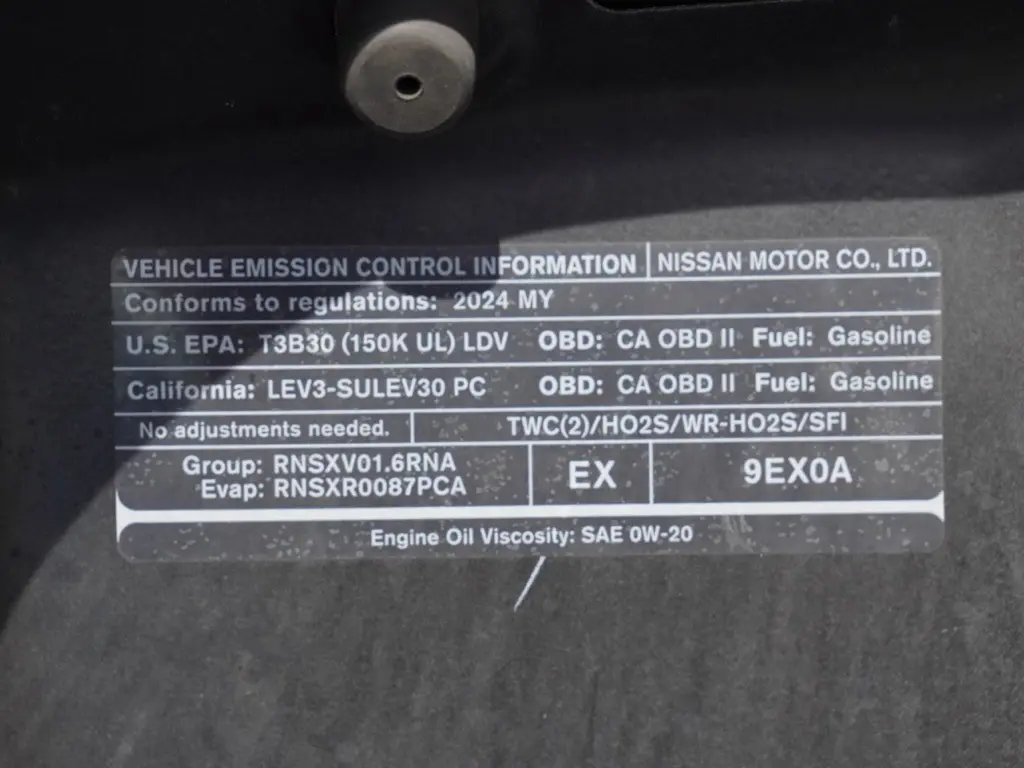 VEHICLE EMISSION CONTROL INFORMATION NISSAN MOTOR CO., LTD.
Conforms to regulations: 2024 MY
U.S. EPA: T3B30 (150K UL) LDV OBD: CA OBD II Fuel: Gasoline
California: LEV3-SULEV30 PC OBD: CA OBD II Fuel: Gasoline
No adjustments needed. TWC(2)/HO2S/WR-HO2S/SFI
Group: RNSXV01.6RNA EX 9EX0A
Evap: RNSXR0087PCA
Engine Oil Viscosity: SAE 0W-20